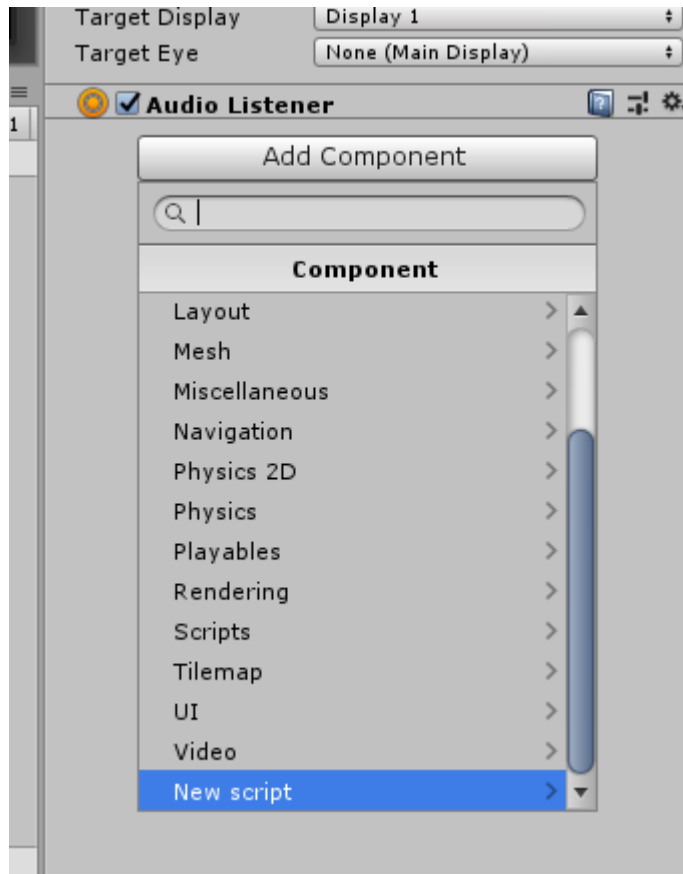 Target Display Display 1
Target Eye None (Main Display)
1
Audio Listener
Add Component
Component
Layout
Mesh
Miscellaneous
Navigation
Physics 2D
Physics
Playables
Rendering
Scripts
Tilemap
UI
Video
New script